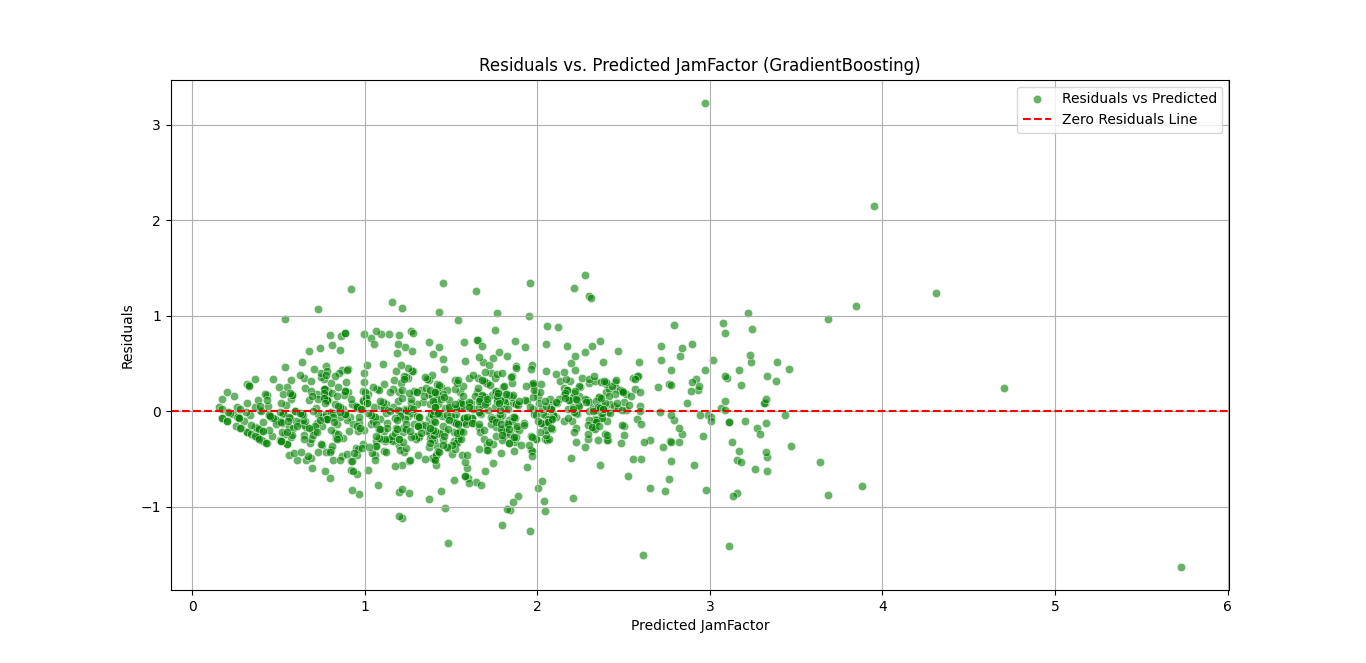 Residuals vs. Predicted JamFactor (GradientBoosting)
Residuals vs Predicted
Zero Residuals Line
3
2
1
0
−1
Residuals
0 1 2 3 4 5 6
Predicted JamFactor